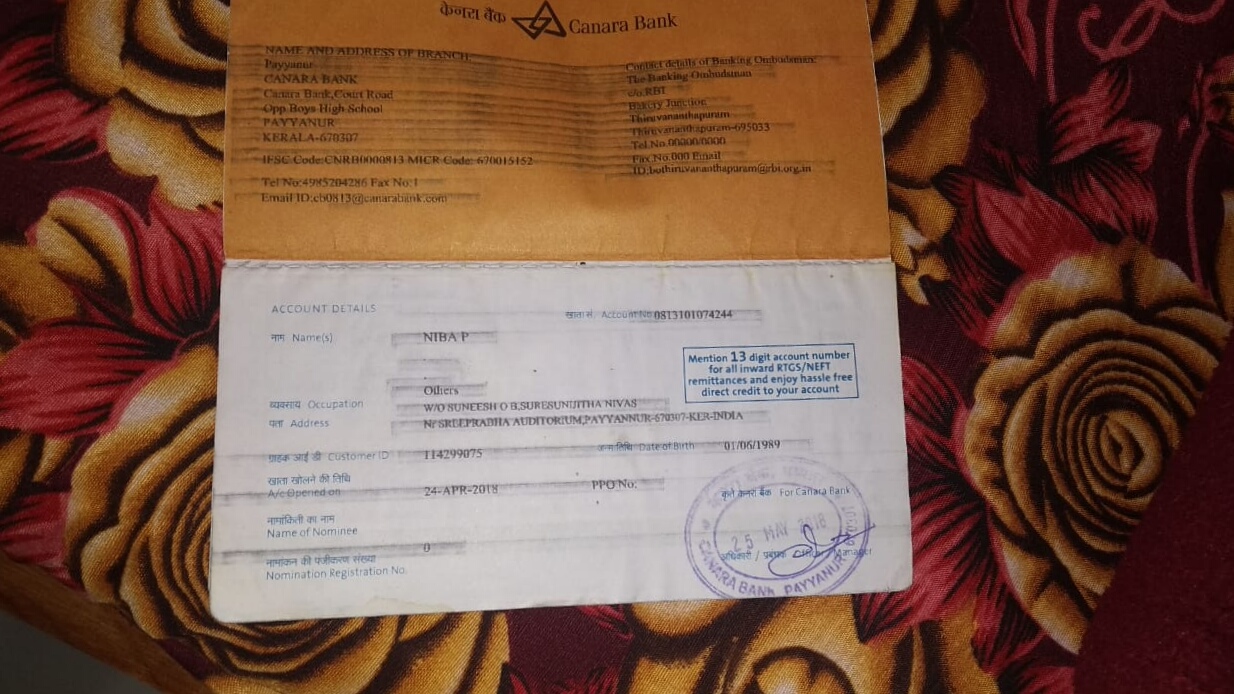 केनरा बैंक Canara Bank
NAME AND ADDRESS OF BRANCH
Payyanur
CANARA BANK
Canara Bank,Court Road
Opp Boys High School
PAYYANUR
KERALA-670307
IFSC Code:CNRB0000813 MICR Code: 670015152
Tel No:4985204286 Fax No:1
Email ID:cb0813@canarabank.com
Contact details of Banking Ombudsman:
The Banking Ombudsman
c/o RBI
Bakery Junction
Thiruvananthapuram
Thiruvananthapuram-695033
Tel.No.00000/0000
Fax No.000 Email
ID:bothiruvananthapuram@rbi.org.in
ACCOUNT DETAILS
खाता सं. Account No 0813101074244
नाम Name(s) NIBA P
Mention 13 digit account number
for all inward RTGS/NEFT
remittances and enjoy hassle free
direct credit to your account
Others
व्यवसाय Occupation
W/O SUNEESH O B,SURESUNIJITHA NIVAS
पता Address
Nr SREEPRABHA AUDITORIUM,PAYYANNUR-670307-KER-INDIA
ग्राहक आई डी Customer ID 114299075
जन्म तिथि Date of Birth 01/06/1989
खाता खोलने की तिथि
A/c Opened on 24-APR-2018 PPO No:
कृते केनरा बैंक For Canara Bank
नामांकिती का नाम
Name of Nominee
25 MAY 2018
0
नामांकन की पंजीकरण संख्या
Nomination Registration No.
अधिकारी / प्रबंधक Officer / Manager
CANARA BANK PAYYANUR